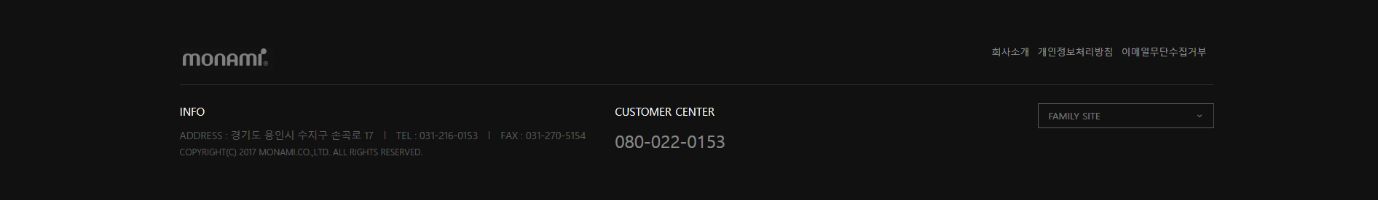 monami
회사소개 개인정보처리방침 이메일무단수집거부
INFO
ADDRESS : 경기도 용인시 수지구 손곡로 17 | TEL : 031-216-0153 | FAX : 031-270-5154
COPYRIGHT(C) 2017 MONAMI.CO.,LTD. ALL RIGHTS RESERVED.
CUSTOMER CENTER
080-022-0153
FAMILY SITE